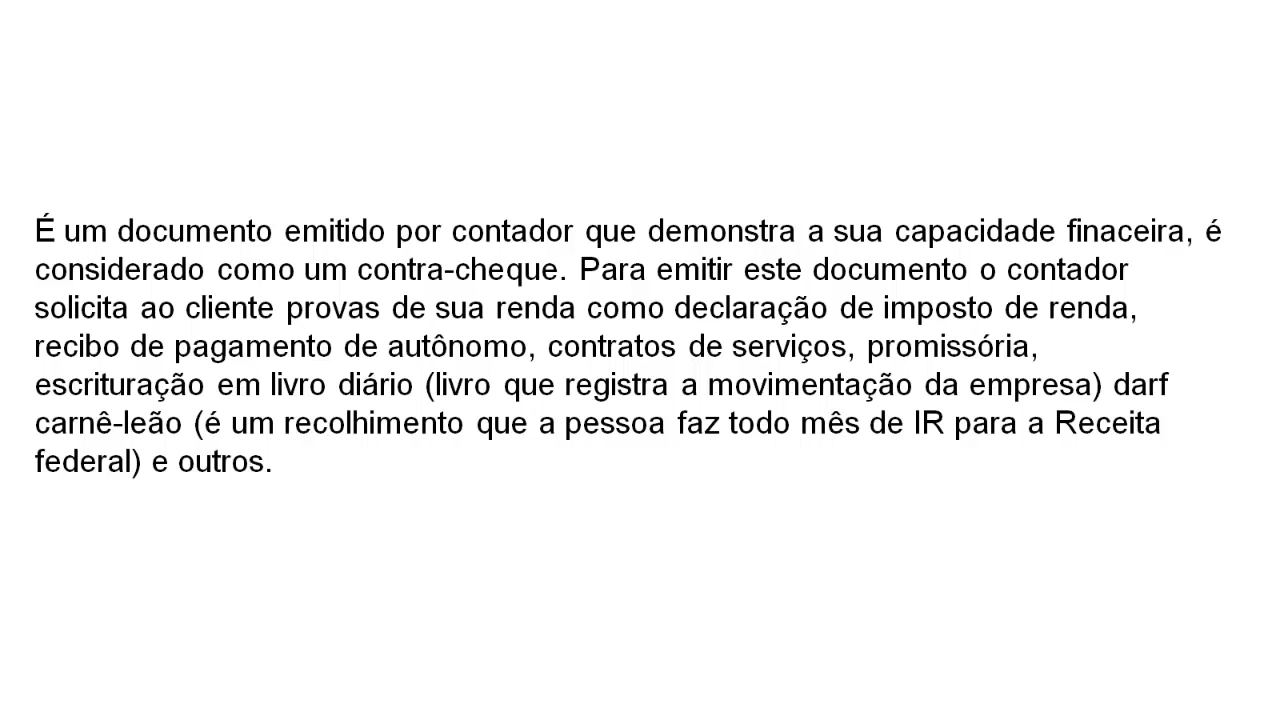 É um documento emitido por contador que demonstra a sua capacidade finaceira, é
considerado como um contra-cheque. Para emitir este documento o contador
solicita ao cliente provas de sua renda como declaração de imposto de renda,
recibo de pagamento de autônomo, contratos de serviços, promissória,
escrituração em livro diário (livro que registra a movimentação da empresa) darf
carnê-leão (é um recolhimento que a pessoa faz todo mês de IR para a Receita
federal) e outros.